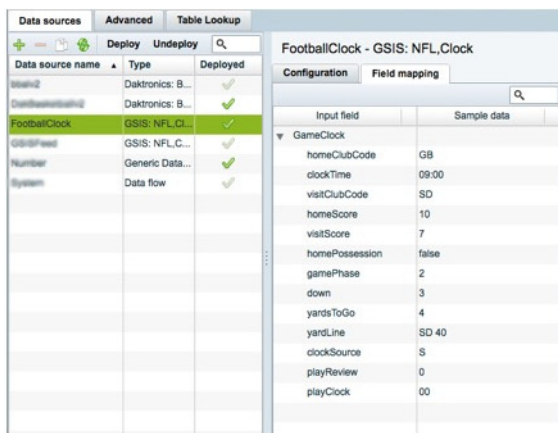 Data sources Advanced Table Lookup
Deploy Undeploy
Data source name Type Deployed
Daktronics: B...
Daktronics: B...
FootballClock GSIS: NFL,Cl...
GSIS: NFL,C...
Generic Data...
Data flow
FootballClock - GSIS: NFL,Clock
Configuration Field mapping
Input field Sample data
GameClock
homeClubCode GB
clockTime 09:00
visitClubCode SD
homeScore 10
visitScore 7
homePossession false
gamePhase 2
down 3
yardsToGo 4
yardLine SD 40
clockSource S
playReview 0
playClock 00